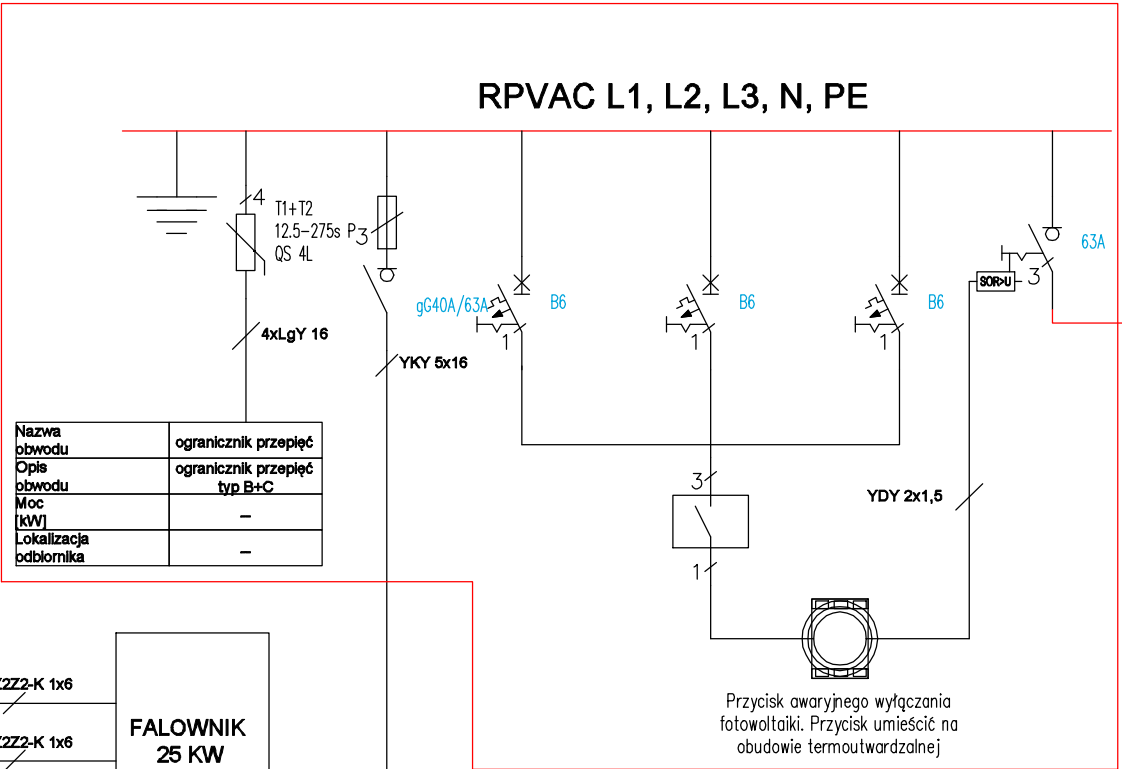 RPVAC L1, L2, L3, N, PE
4
T1+T2
12.5-275s P
QS 4L
3
gG40A/63A
B6
B6
B6
63A
SOR>U
3
1
1
1
4xLgY 16
YKY 5x16
Nazwa obwodu
ogranicznik przepięć
Opis obwodu
ogranicznik przepięć typ B+C
Moc [kW]
–
Lokalizacja odbiornika
–
3
1
YDY 2x1,5
Przycisk awaryjnego wyłączania
fotowoltaiki. Przycisk umieścić na
obudowie termoutwardzalnej
Z2Z2-K 1x6
Z2Z2-K 1x6
FALOWNIK
25 KW